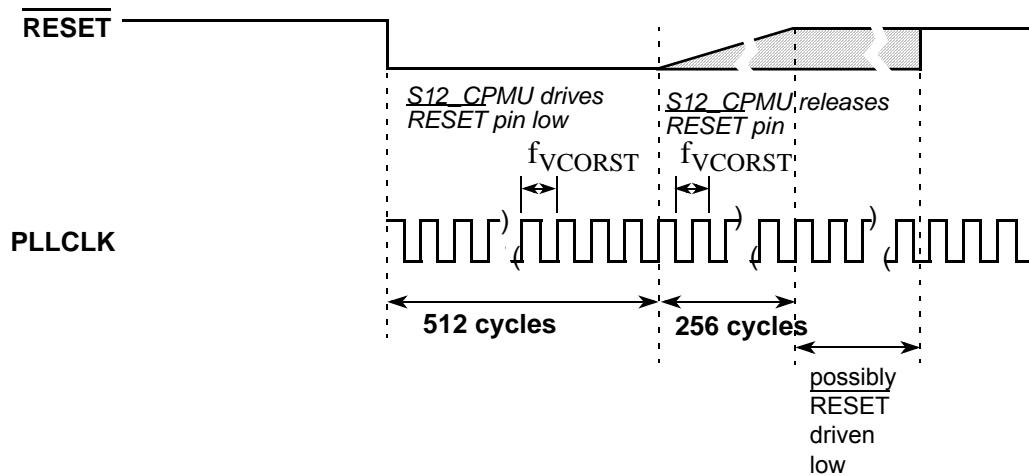 RESET
S12_CPMU drives
RESET pin low
S12_CPMU releases
RESET pin
fVCORST
fVCORST
PLLCLK
512 cycles
256 cycles
possibly
RESET
driven
low